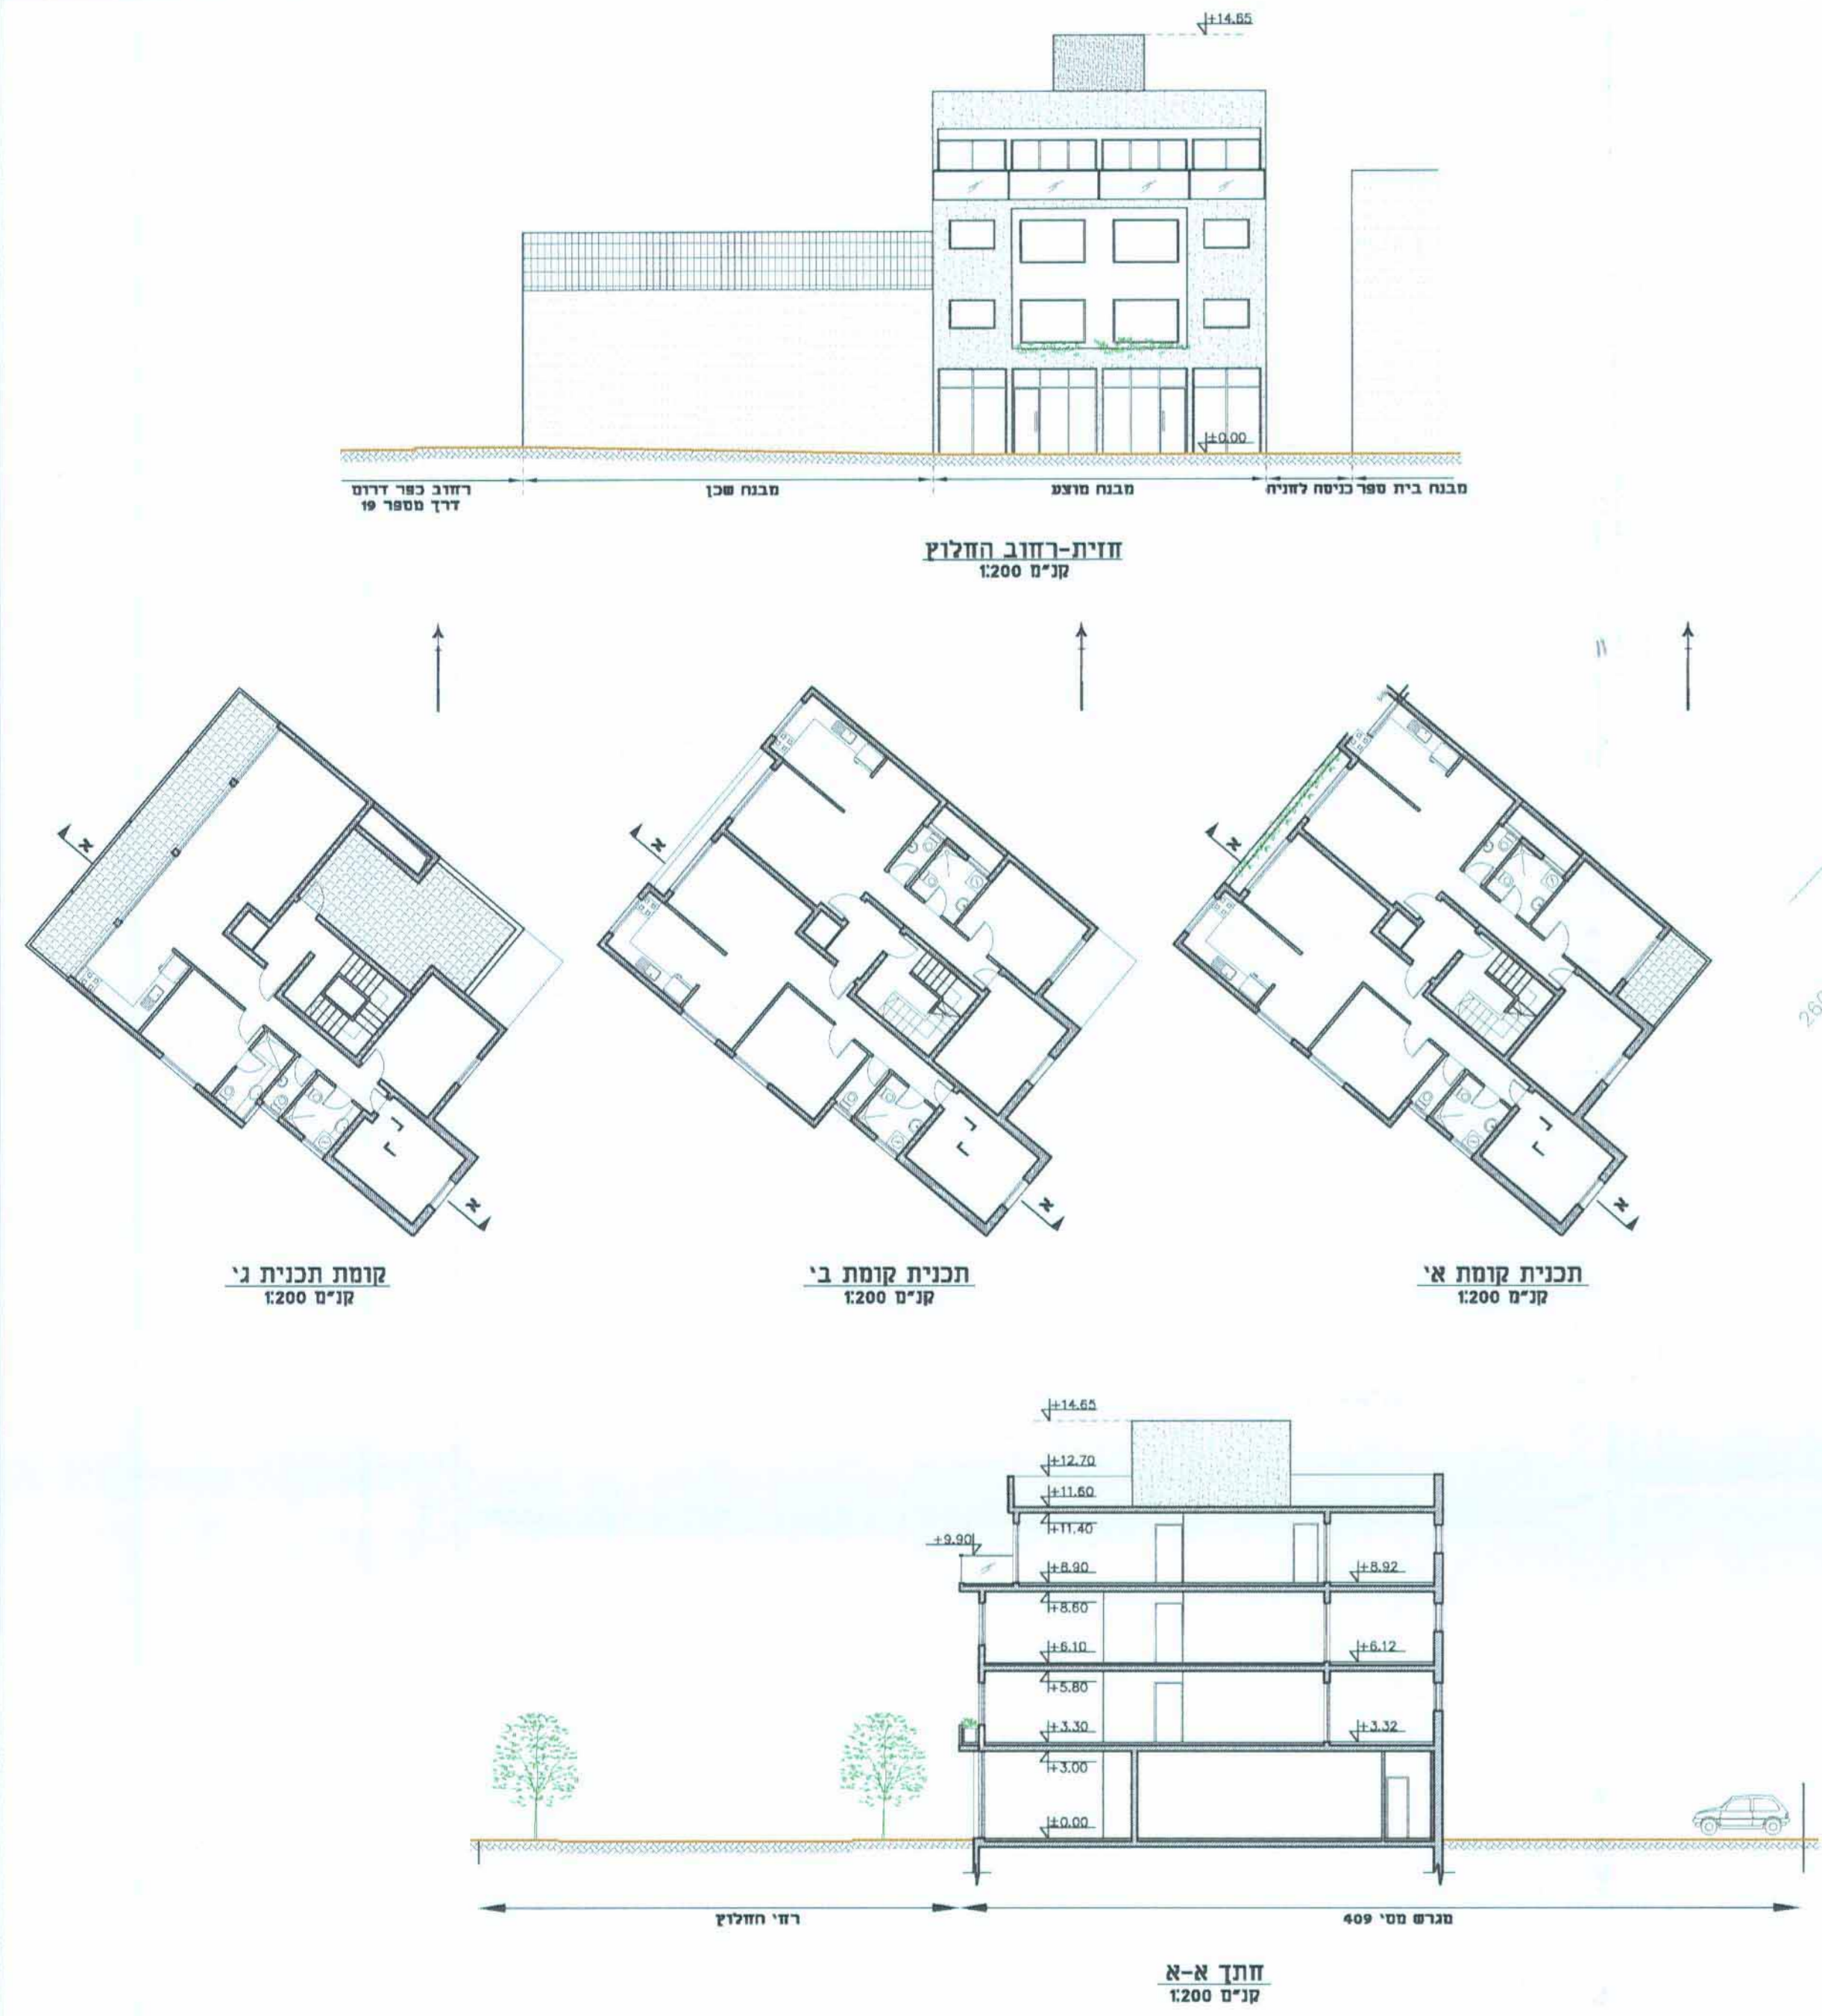 +14.65
±0.00
רחוב כפר דרום
דרך מספר 19
מבנה שכן
מבנה מוצע
כניסה לחניה
מבנה בית ספר
חזית-רחוב החלוץ
קנ"מ 1:200
א
א
א
א
א
א
260
קומת תכנית ג'
קנ"מ 1:200
תכנית קומת ב'
קנ"מ 1:200
תכנית קומת א'
קנ"מ 1:200
+14.65
+12.70
+11.60
+11.40
+9.90
+8.90
+8.92
+8.60
+6.10
+6.12
+5.80
+3.30
+3.32
+3.00
±0.00
רח' החלוץ
מגרש מס' 409
חתך א-א
קנ"מ 1:200